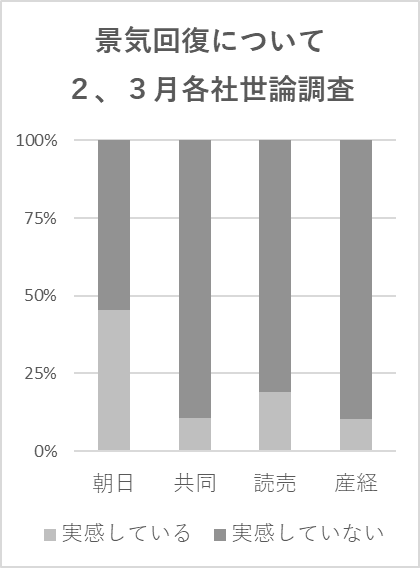 景気回復について
２、３月各社世論調査
100%
75%
50%
25%
0%
朝日 共同 読売 産経
実感している 実感していない